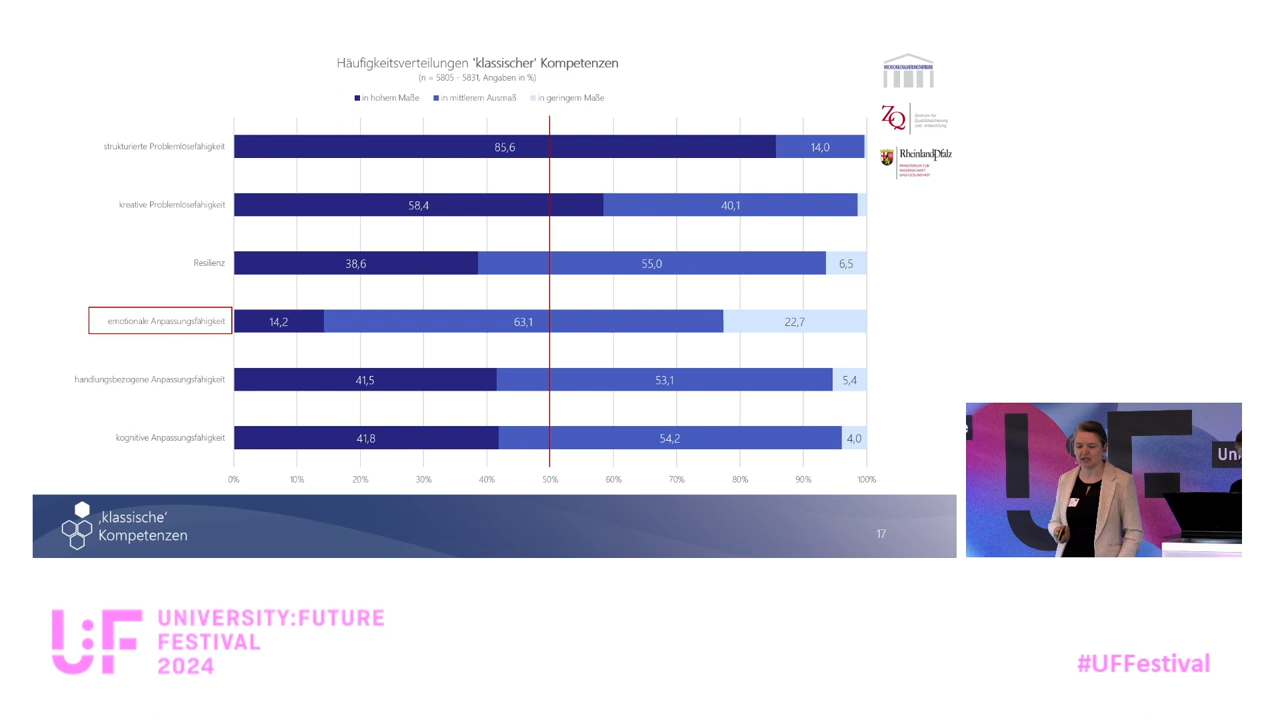 Häufigkeitsverteilungen 'klassischer' Kompetenzen
(n = 5805 - 5831, Angaben in %)
in hohem Maße in mittlerem Ausmaß in geringem Maße
HOCHSCHULEVALUIERUNGSVERBUND
ZQ Zentrum für
Qualitätssicherung
und -entwicklung
RheinlandPfalz
MINISTERIUM FÜR
WISSENSCHAFT
UND GESUNDHEIT
strukturierte Problemlösefähigkeit 85,6 14,0
kreative Problemlösefähigkeit 58,4 40,1
Resilienz 38,6 55,0 6,5
emotionale Anpassungsfähigkeit 14,2 63,1 22,7
handlungsbezogene Anpassungsfähigkeit 41,5 53,1 5,4
kognitive Anpassungsfähigkeit 41,8 54,2 4,0
0% 10% 20% 30% 40% 50% 60% 70% 80% 90% 100%
‚klassische'
Kompetenzen
17
UF
Un
U:F UNIVERSITY:FUTURE
FESTIVAL
2024
#UFFestival